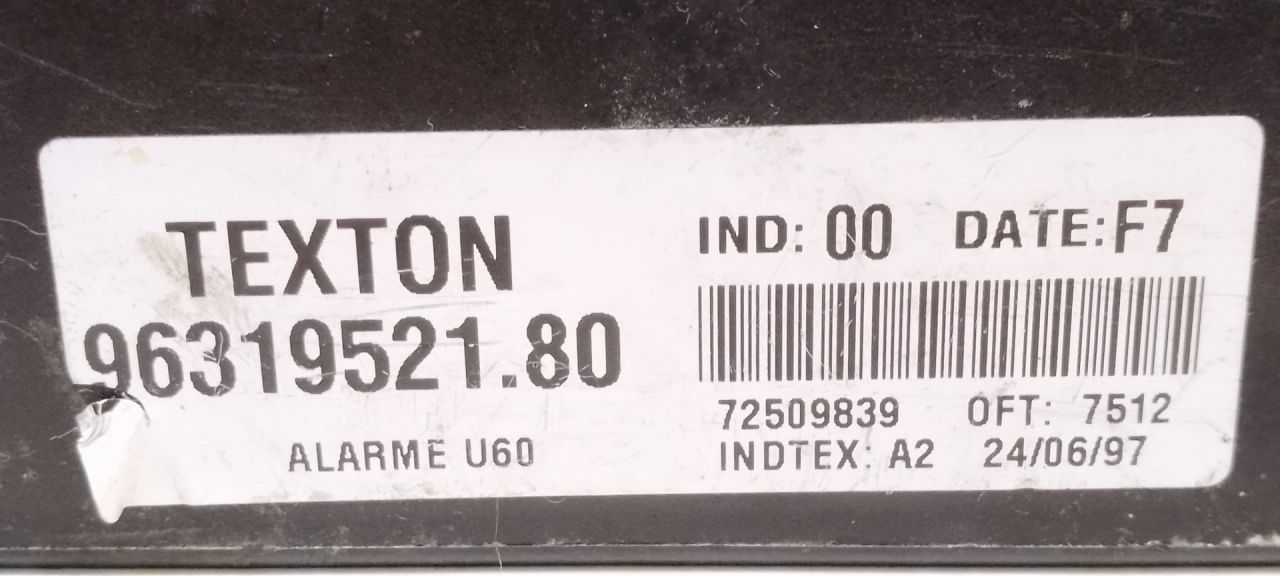 TEXTON
96319521.80
ALARME U60
IND: 00 DATE: F7
72509839 OFT: 7512
INDTEX: A2 24/06/97